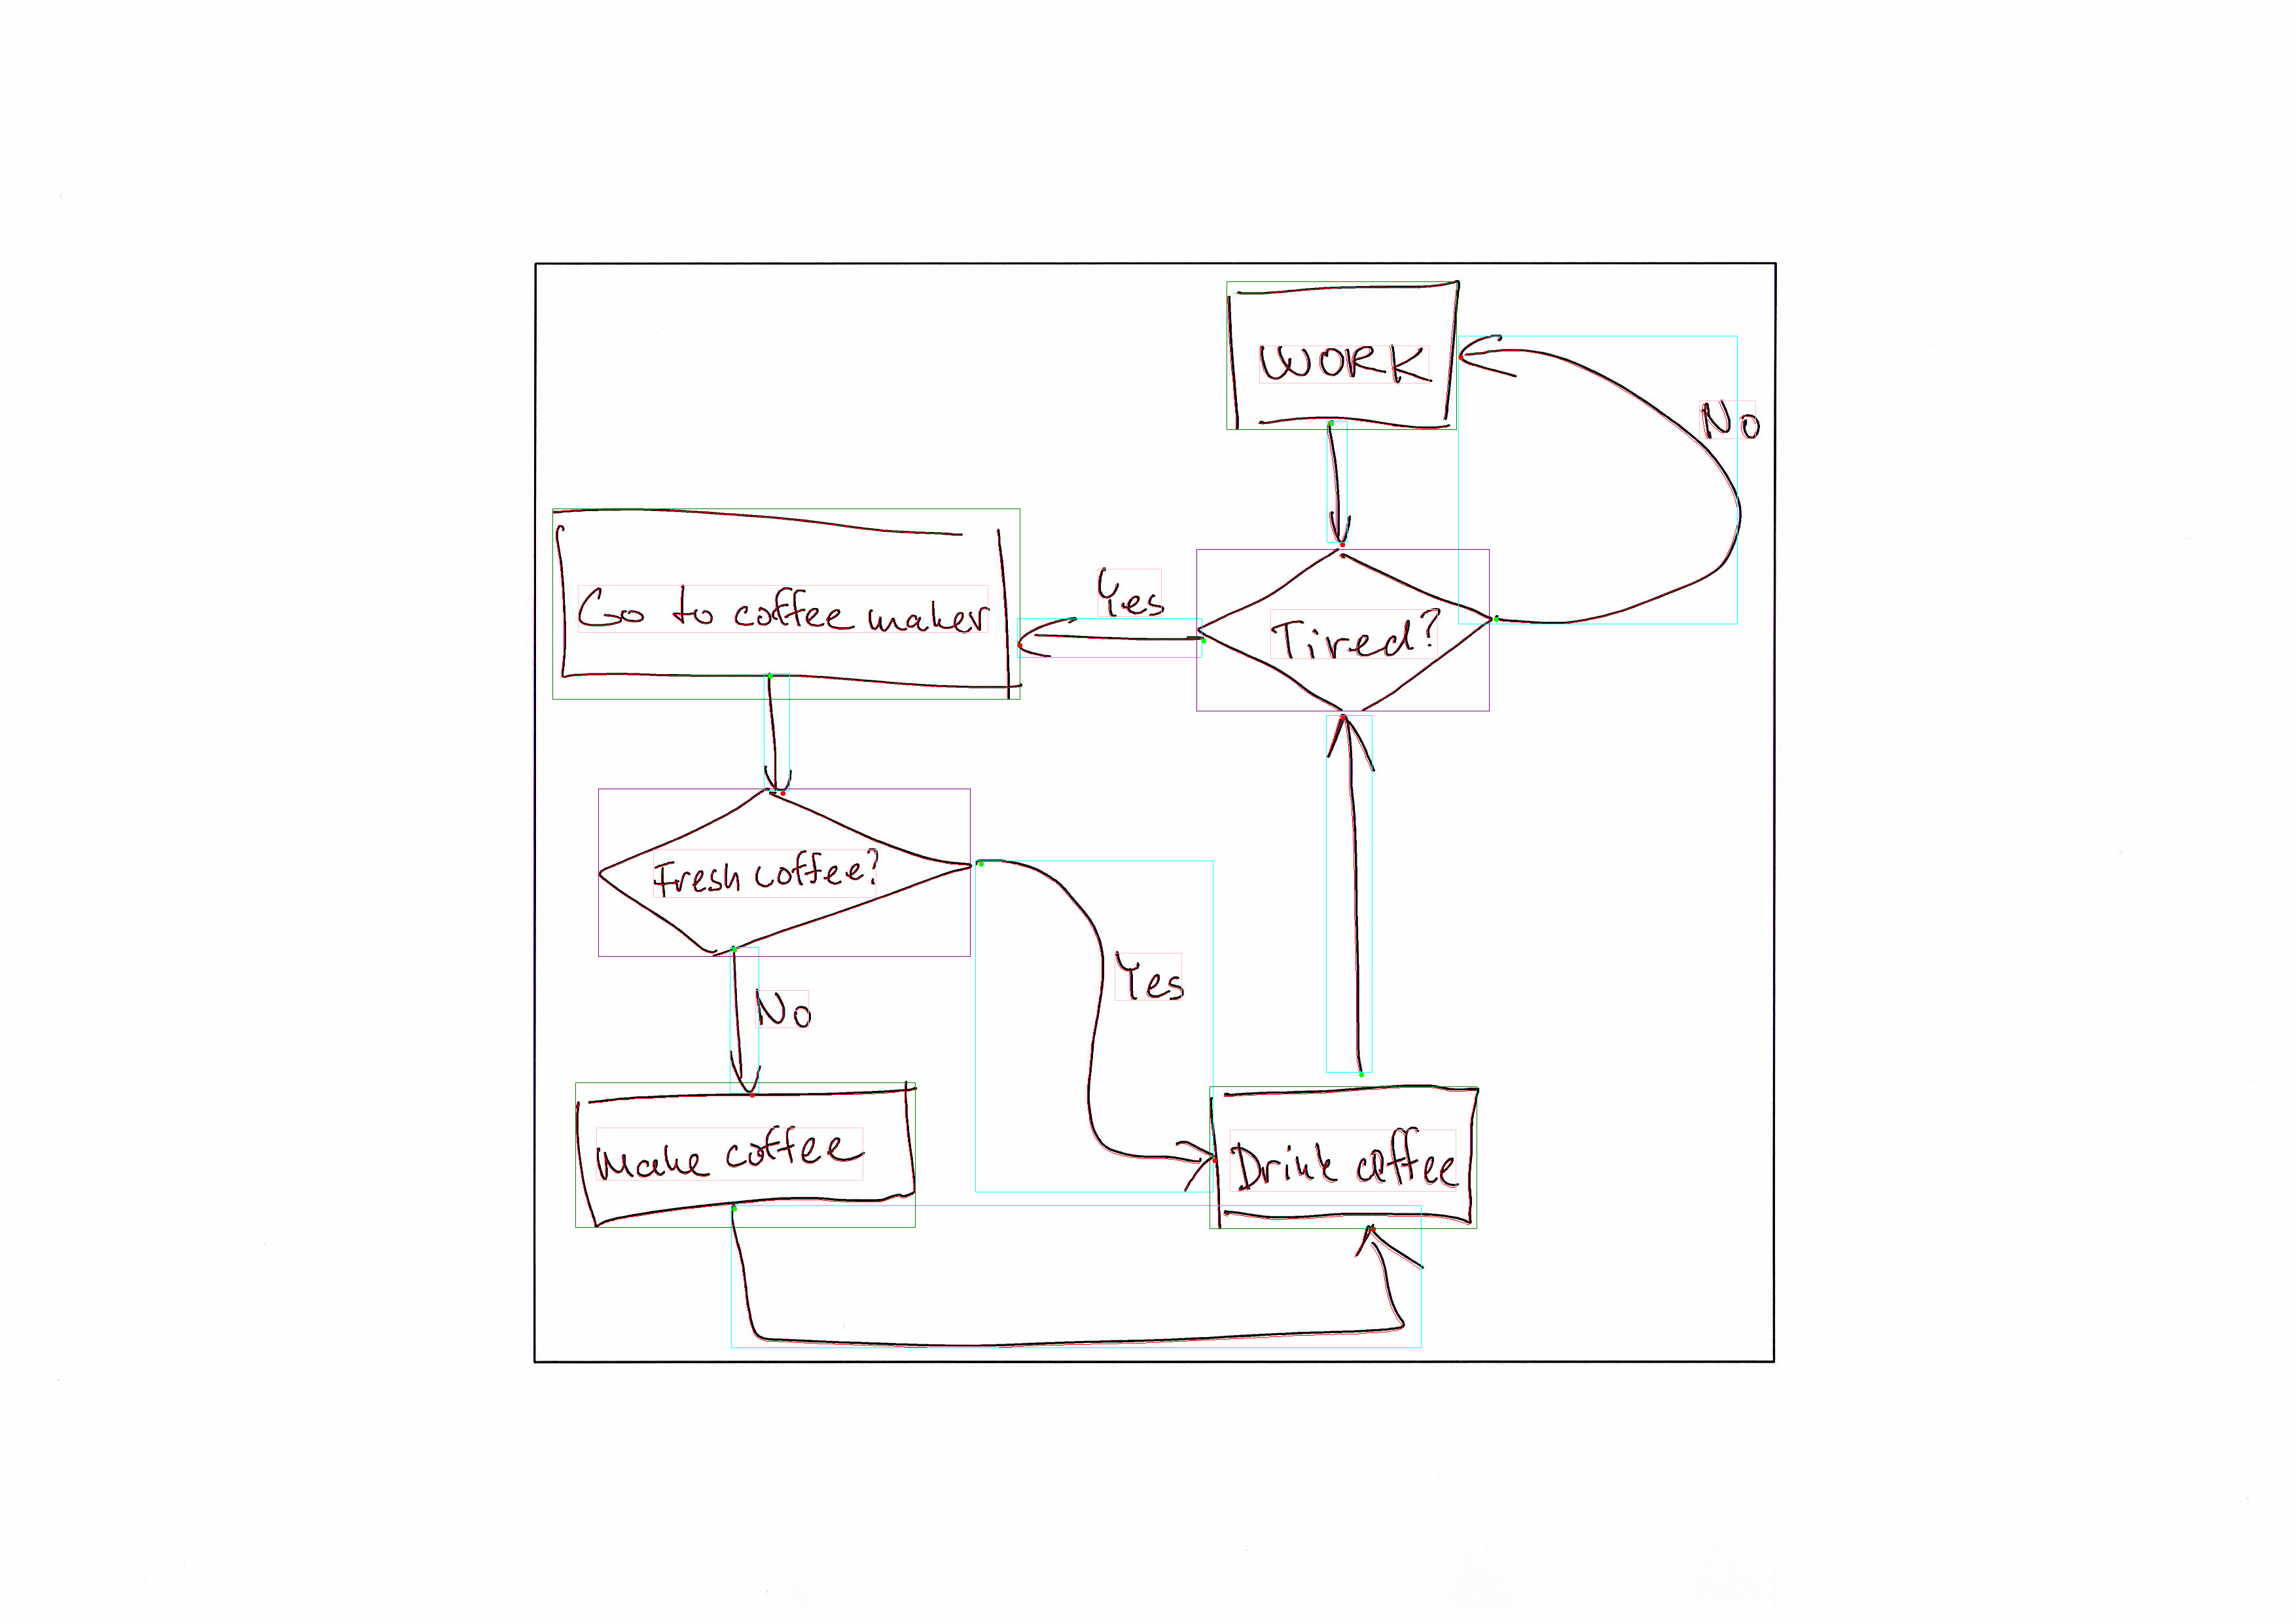 WORK
No
Yes
Go to coffee maker
Tired?
Fresh coffee?
Yes
No
Make coffee
Drink coffee